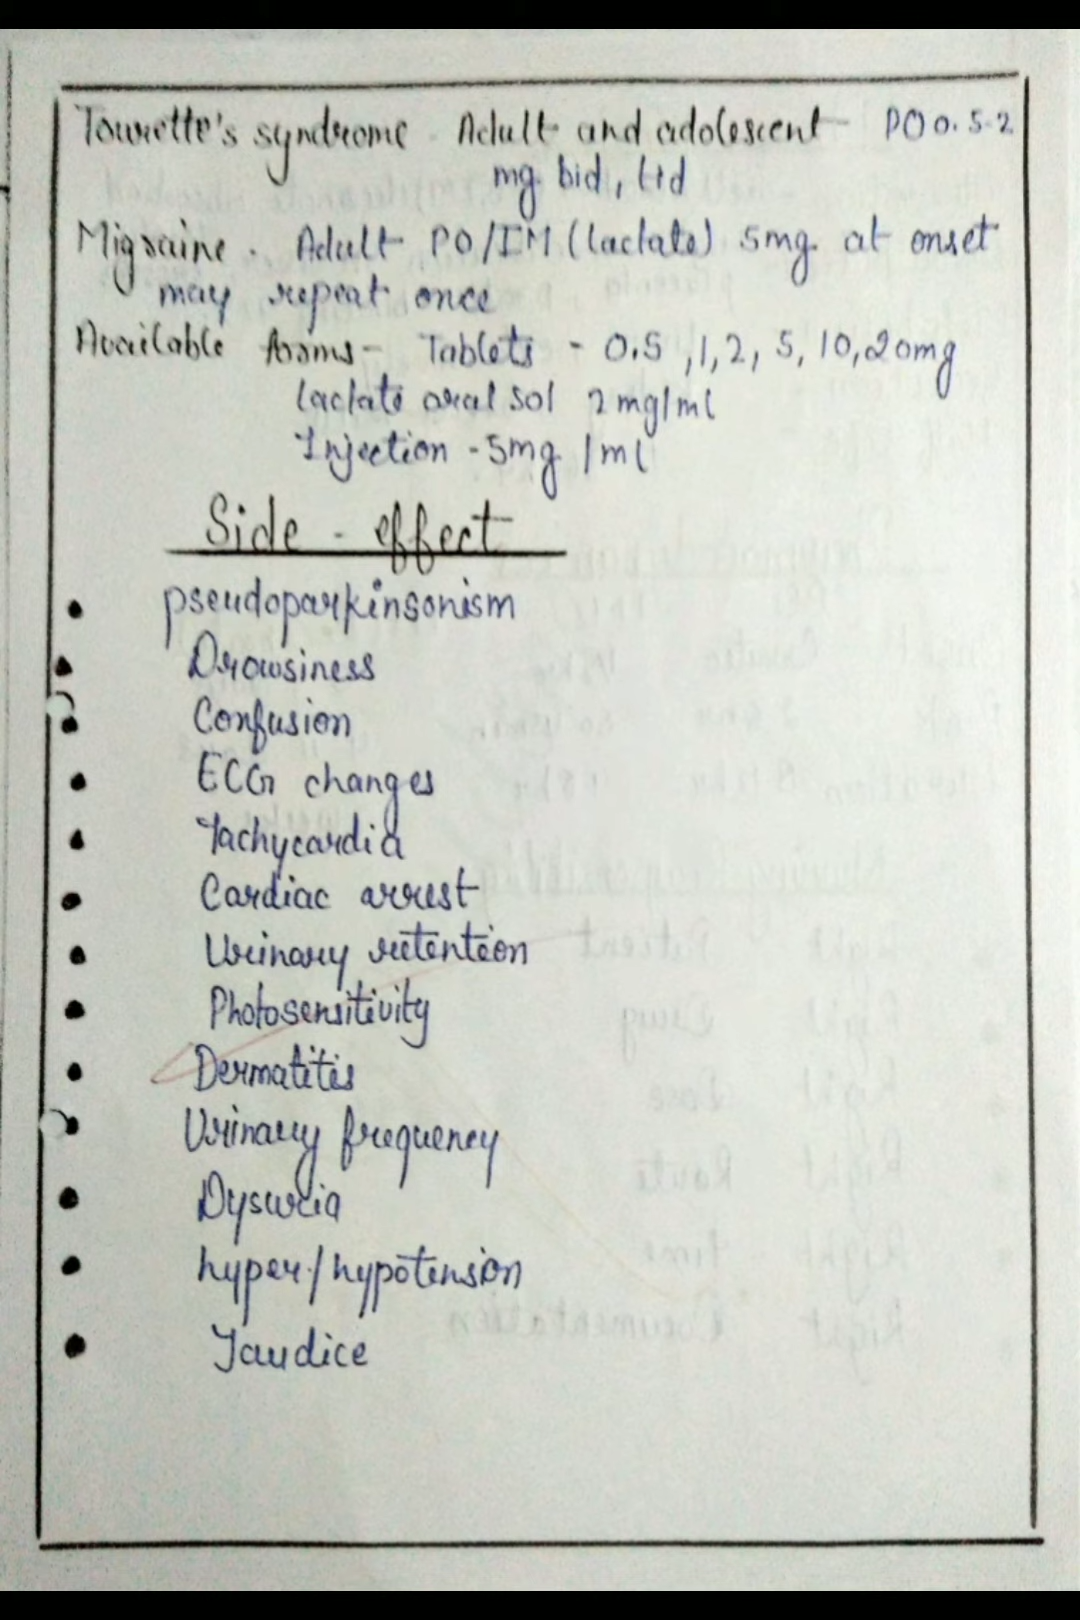 Tourette's syndrome - Adult and adolescent - PO 0.5-2
mg bid, tid
Migraine - Adult PO/IM (lactate) 5mg at onset
may repeat once
Available forms - Tablets - 0.5, 1, 2, 5, 10, 20mg
lactate oral sol 2mg/ml
Injection - 5mg /ml
Side - effect
• pseudoparkinsonism
• Drowsiness
• Confusion
• ECG changes
• Tachycardia
• Cardiac arrest
• Urinary retention
• Photosensitivity
• Dermatitis
• Urinary frequency
• Dysuria
• hyper/hypotension
• Jaudice